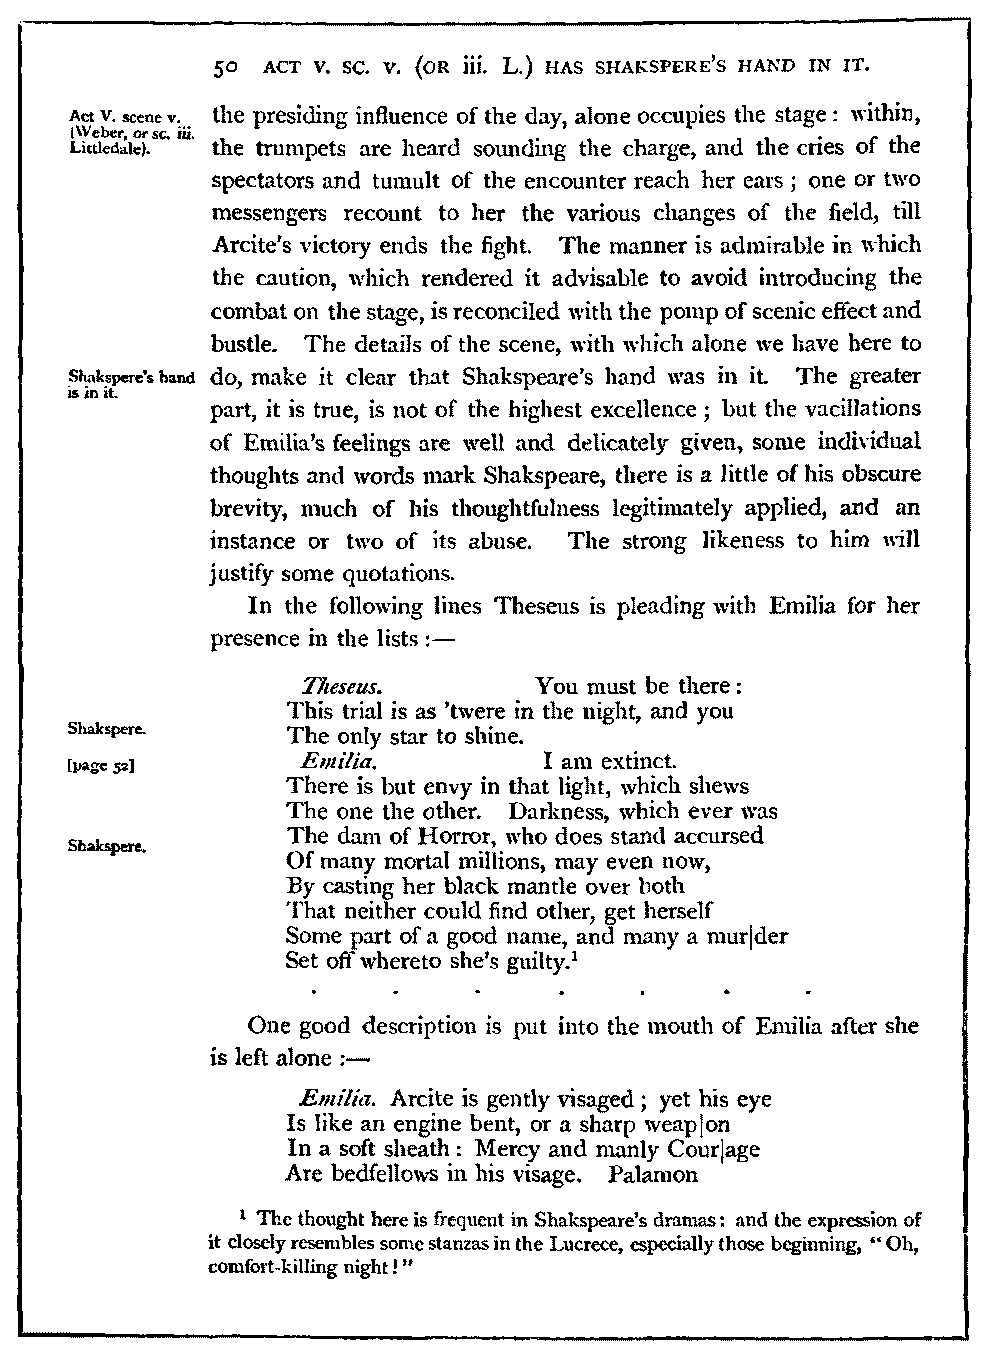 50 ACT V. SC. V. (OR iii. L.) HAS SHAKSPERE'S HAND IN IT.
Act V. scene v.
(Weber, or sc. iii.
Littledale).
the presiding influence of the day, alone occupies the stage : within,
the trumpets are heard sounding the charge, and the cries of the
spectators and tumult of the encounter reach her ears ; one or two
messengers recount to her the various changes of the field, till
Arcite's victory ends the fight. The manner is admirable in which
the caution, which rendered it advisable to avoid introducing the
combat on the stage, is reconciled with the pomp of scenic effect and
bustle. The details of the scene, with which alone we have here to
Shakspere's hand
is in it.
do, make it clear that Shakspeare's hand was in it. The greater
part, it is true, is not of the highest excellence ; but the vacillations
of Emilia's feelings are well and delicately given, some individual
thoughts and words mark Shakspeare, there is a little of his obscure
brevity, much of his thoughtfulness legitimately applied, and an
instance or two of its abuse. The strong likeness to him will
justify some quotations.
In the following lines Theseus is pleading with Emilia for her
presence in the lists :—
Theseus. You must be there :
This trial is as 'twere in the night, and you
Shakspere.
The only star to shine.
[page 52]
Emilia. I am extinct.
There is but envy in that light, which shews
The one the other. Darkness, which ever was
The dam of Horror, who does stand accursed
Shakspere.
Of many mortal millions, may even now,
By casting her black mantle over both
That neither could find other, get herself
Some part of a good name, and many a mur|der
Set off whereto she's guilty.¹
. . . . . . .
One good description is put into the mouth of Emilia after she
is left alone :—
Emilia. Arcite is gently visaged ; yet his eye
Is like an engine bent, or a sharp weap|on
In a soft sheath : Mercy and manly Cour|age
Are bedfellows in his visage. Palamon
¹ The thought here is frequent in Shakspeare's dramas : and the expression of
it closely resembles some stanzas in the Lucrece, especially those beginning, "Oh,
comfort-killing night!"